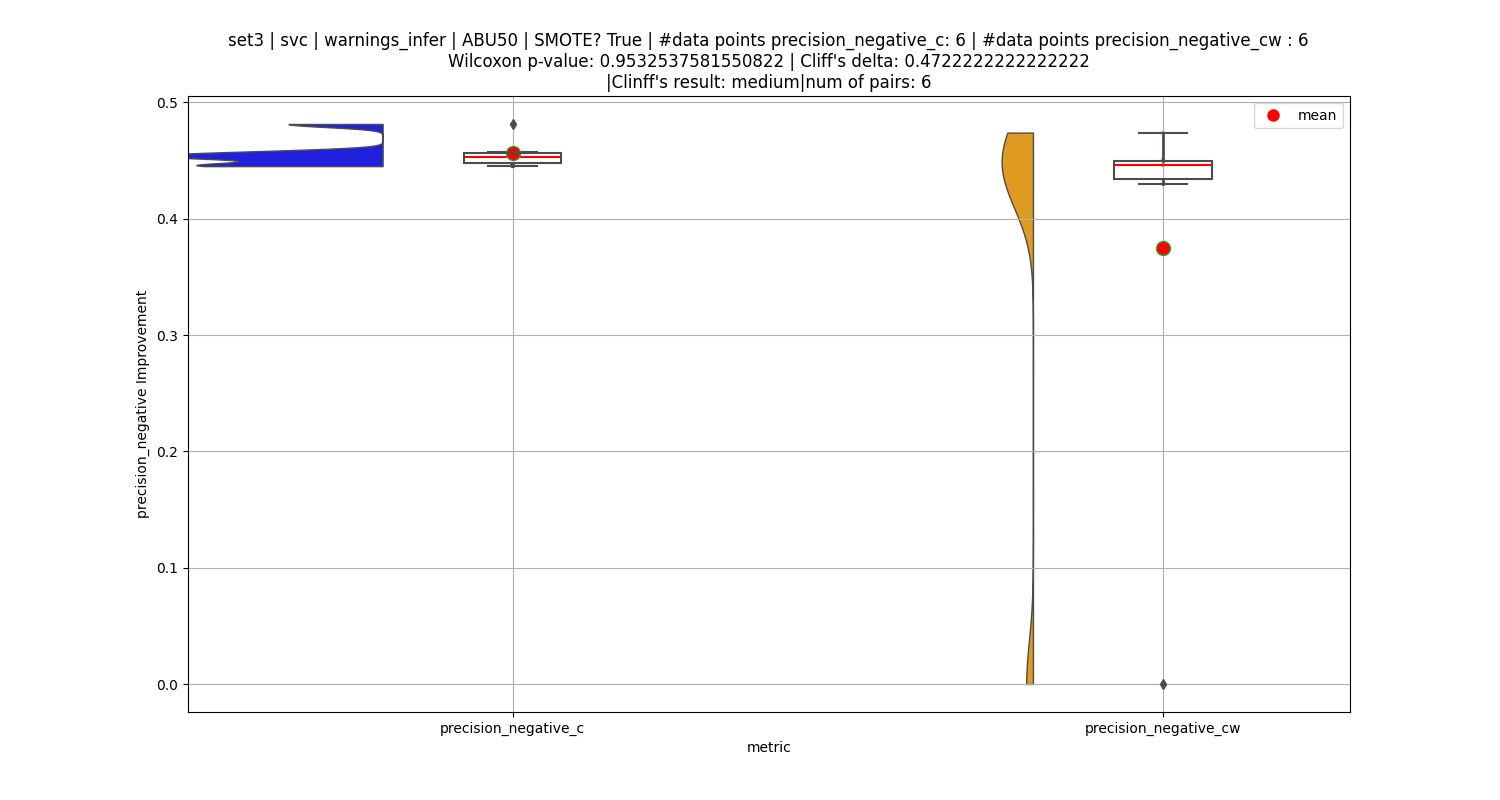 set3 | svc | warnings_infer | ABU50 | SMOTE? True | #data points precision_negative_c: 6 | #data points precision_negative_cw : 6
Wilcoxon p-value: 0.9532537581550822 | Cliff's delta: 0.4722222222222222
|Clinff's result: medium|num of pairs: 6
mean
precision_negative Improvement
0.5
0.4
0.3
0.2
0.1
0.0
precision_negative_c
precision_negative_cw
metric